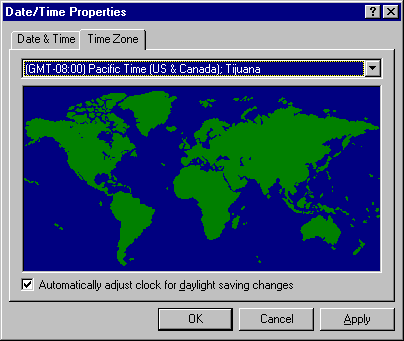 Date/Time Properties
Date & Time
Time Zone
(GMT-08:00) Pacific Time (US & Canada); Tijuana
Automatically adjust clock for daylight saving changes
OK
Cancel
Apply